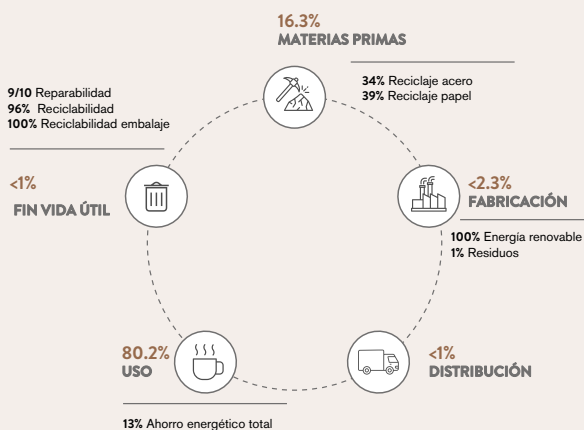 16.3%
MATERIAS PRIMAS
34% Reciclaje acero
39% Reciclaje papel
9/10 Reparabilidad
96% Reciclabilidad
100% Reciclabilidad embalaje
<1%
FIN VIDA ÚTIL
<2.3%
FABRICACIÓN
100% Energía renovable
1% Residuos
80.2%
USO
13% Ahorro energético total
<1%
DISTRIBUCIÓN